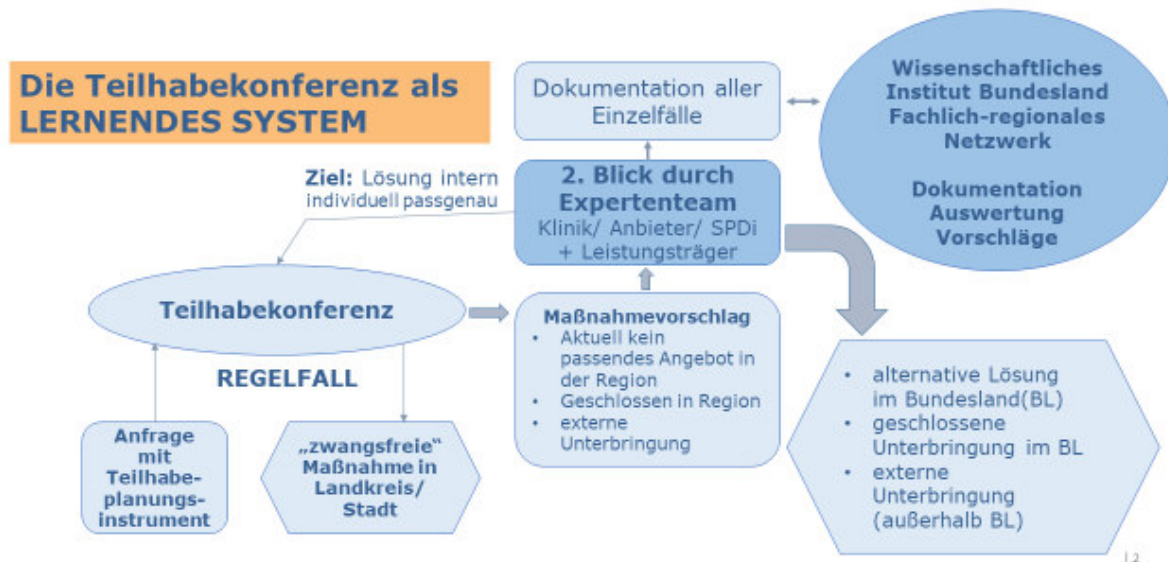 Die Teilhabekonferenz als
LERNENDES SYSTEM
Dokumentation aller
Einzelfälle
Wissenschaftliches
Institut Bundesland
Fachlich-regionales
Netzwerk
Dokumentation
Auswertung
Vorschläge
Ziel: Lösung intern
individuell passgenau
2. Blick durch
Expertenteam
Klinik/ Anbieter/ SPDi
+ Leistungsträger
Teilhabekonferenz
REGELFALL
Anfrage
mit
Teilhabe-
planungs-
instrument
„zwangsfreie“
Maßnahme in
Landkreis/
Stadt
Maßnahmevorschlag
• Aktuell kein
passendes Angebot in
der Region
• Geschlossen in Region
• externe
Unterbringung
• alternative Lösung
im Bundesland(BL)
• geschlossene
Unterbringung im BL
• externe
Unterbringung
(außerhalb BL)
| 2